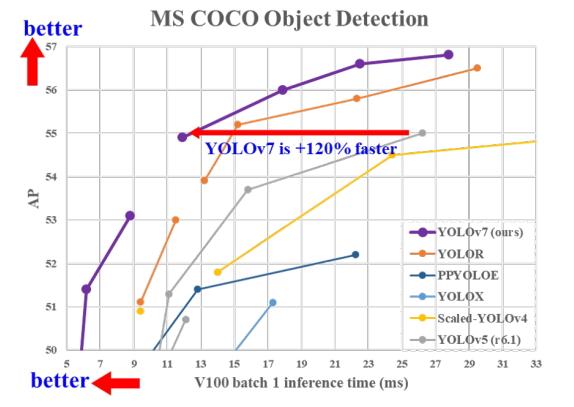 MS COCO Object Detection
better
57
56
55
54
53
52
51
50
AP
YOLOv7 is +120% faster
YOLOv7 (ours)
YOLOR
PPYOLOE
YOLOX
Scaled-YOLOv4
YOLOv5 (r6.1)
5 7 9 11 13 15 17 19 21 23 25 27 29 31 33
better
V100 batch 1 inference time (ms)